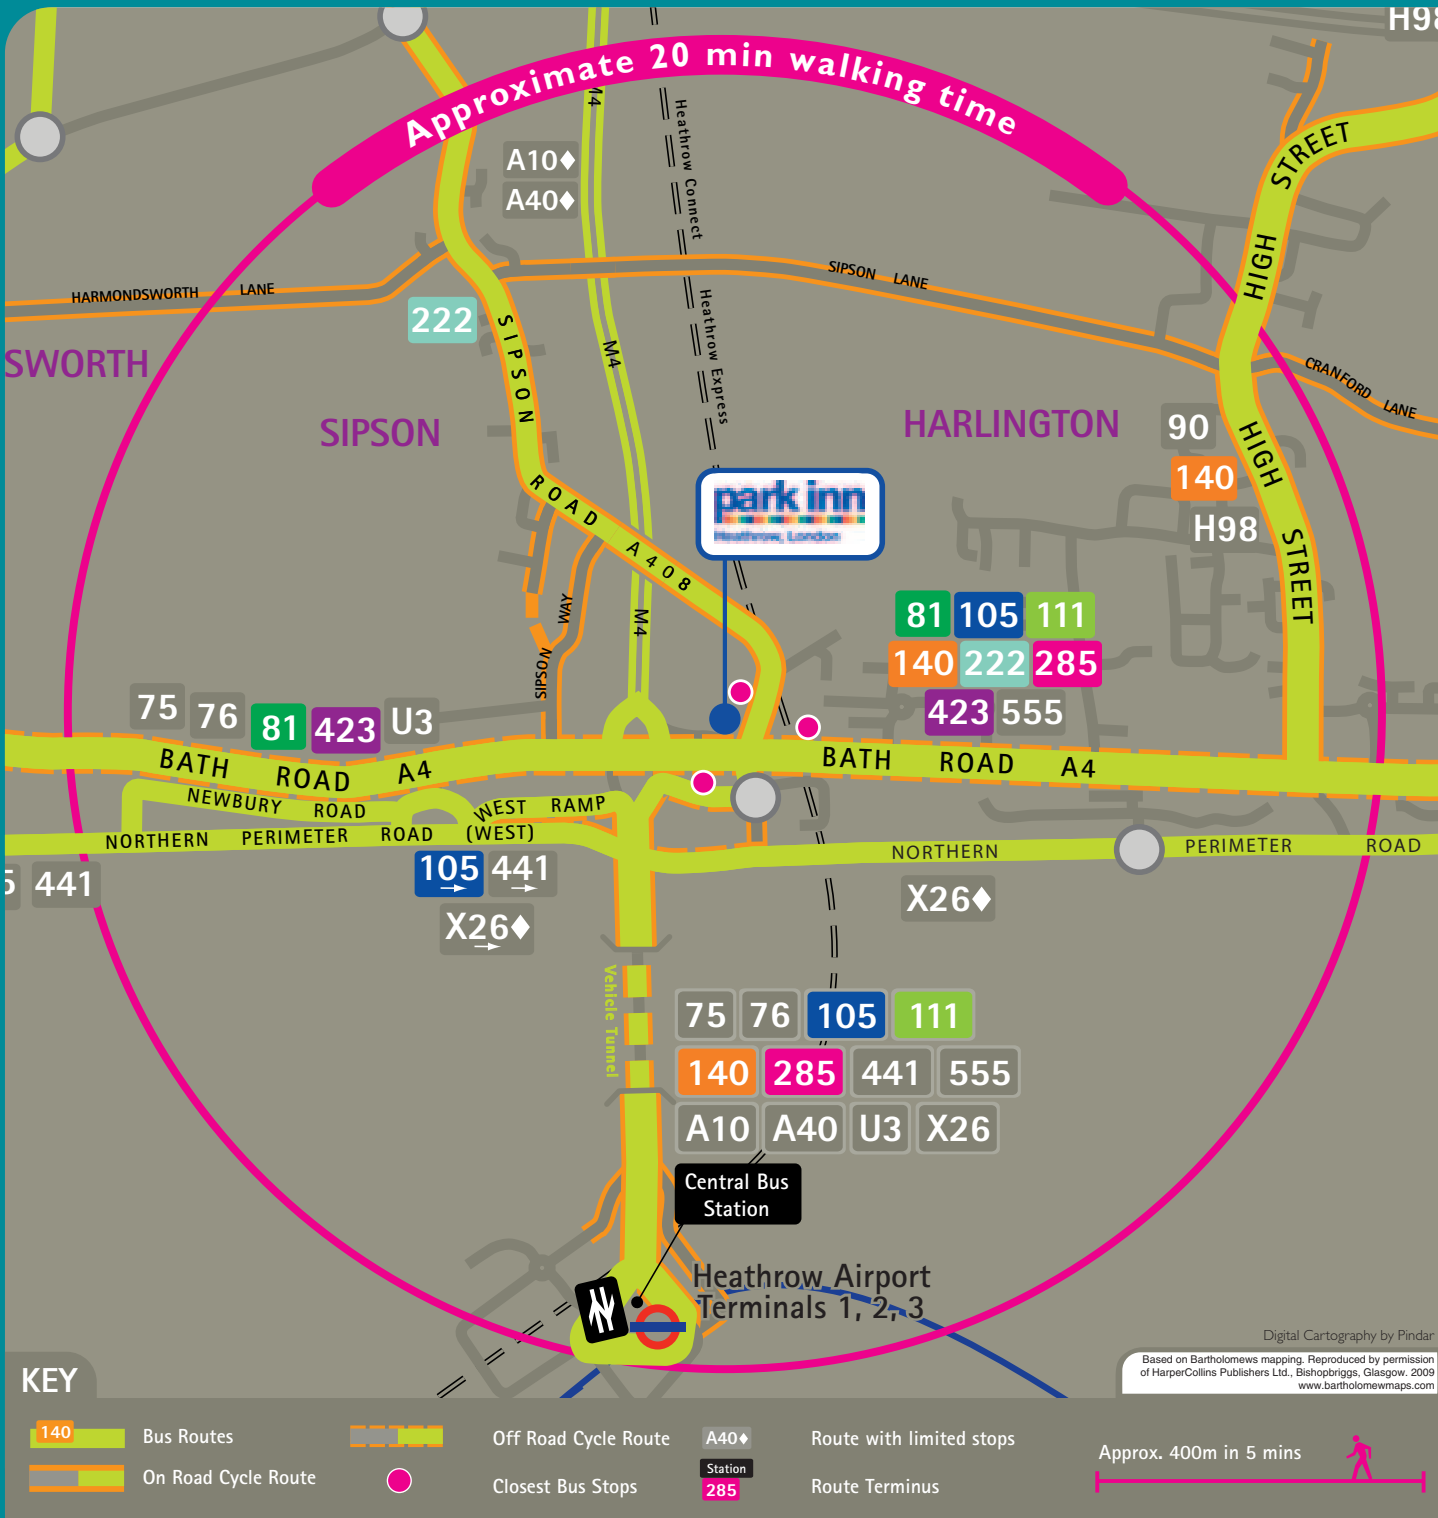 H98
Approximate 20 min walking time
M4
Heathrow Connect
A10♦
A40♦
STREET
HIGH
HARMONDSWORTH LANE
SIPSON LANE
222
SIPSON
M4
Heathrow Express
SWORTH
CRANFORD LANE
SIPSON
HARLINGTON
90
HIGH
140
H98
park inn
Heathrow, London
ROAD
A408
STREET
SIPSON WAY
M4
81 105 111
140 222 285
423 555
75 76 81 423 U3
BATH ROAD A4
BATH ROAD A4
NEWBURY ROAD
WEST RAMP
NORTHERN PERIMETER ROAD (WEST)
NORTHERN PERIMETER ROAD
5 441
105 441
X26♦
X26♦
Vehicle Tunnel
75 76 105 111
140 285 441 555
A10 A40 U3 X26
Central Bus
Station
Heathrow Airport
Terminals 1, 2, 3
Digital Cartography by Pindar
Based on Bartholomews mapping. Reproduced by permission
of HarperCollins Publishers Ltd., Bishopbriggs, Glasgow. 2009
www.bartholomewmaps.com
KEY
140
Bus Routes
On Road Cycle Route
Off Road Cycle Route
Closest Bus Stops
A40♦
Route with limited stops
Station
285
Route Terminus
Approx. 400m in 5 mins